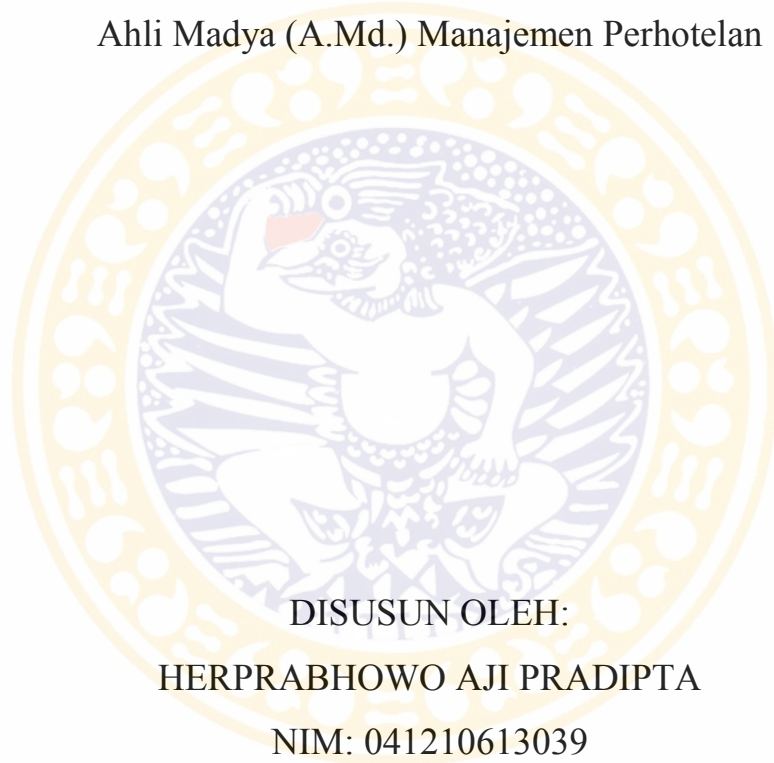 Ahli Madya (A.Md.) Manajemen Perhotelan
DISUSUN OLEH:
HERPRABHOWO AJI PRADIPTA
NIM: 041210613039